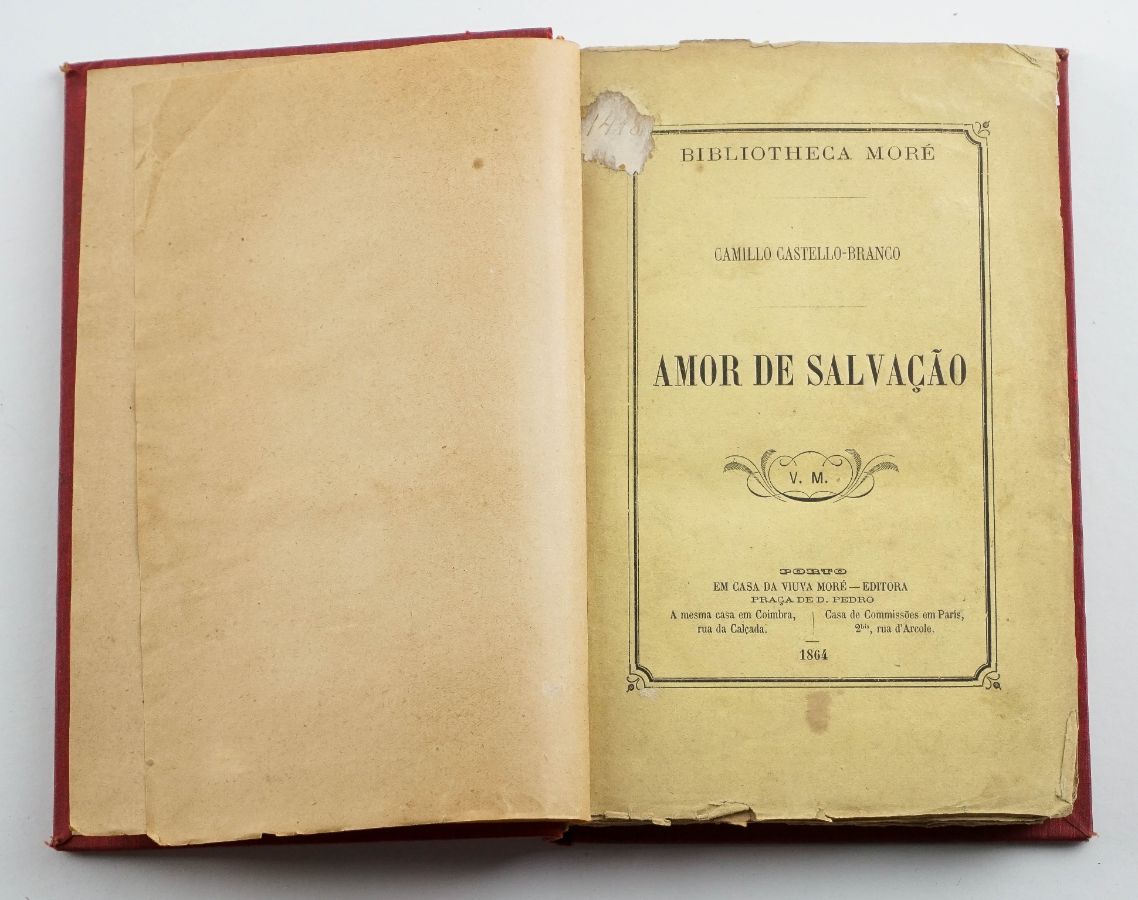 BIBLIOTHECA MORÉ
CAMILLO CASTELLO-BRANCO
AMOR DE SALVAÇÃO
V. M.
PORTO
EM CASA DA VIUVA MORÉ — EDITORA
PRAÇA DE D. PEDRO
A mesma casa em Coimbra,
rua da Calçada.
Casa de Commissões em París,
2bis, rua d'Arcole.
1864